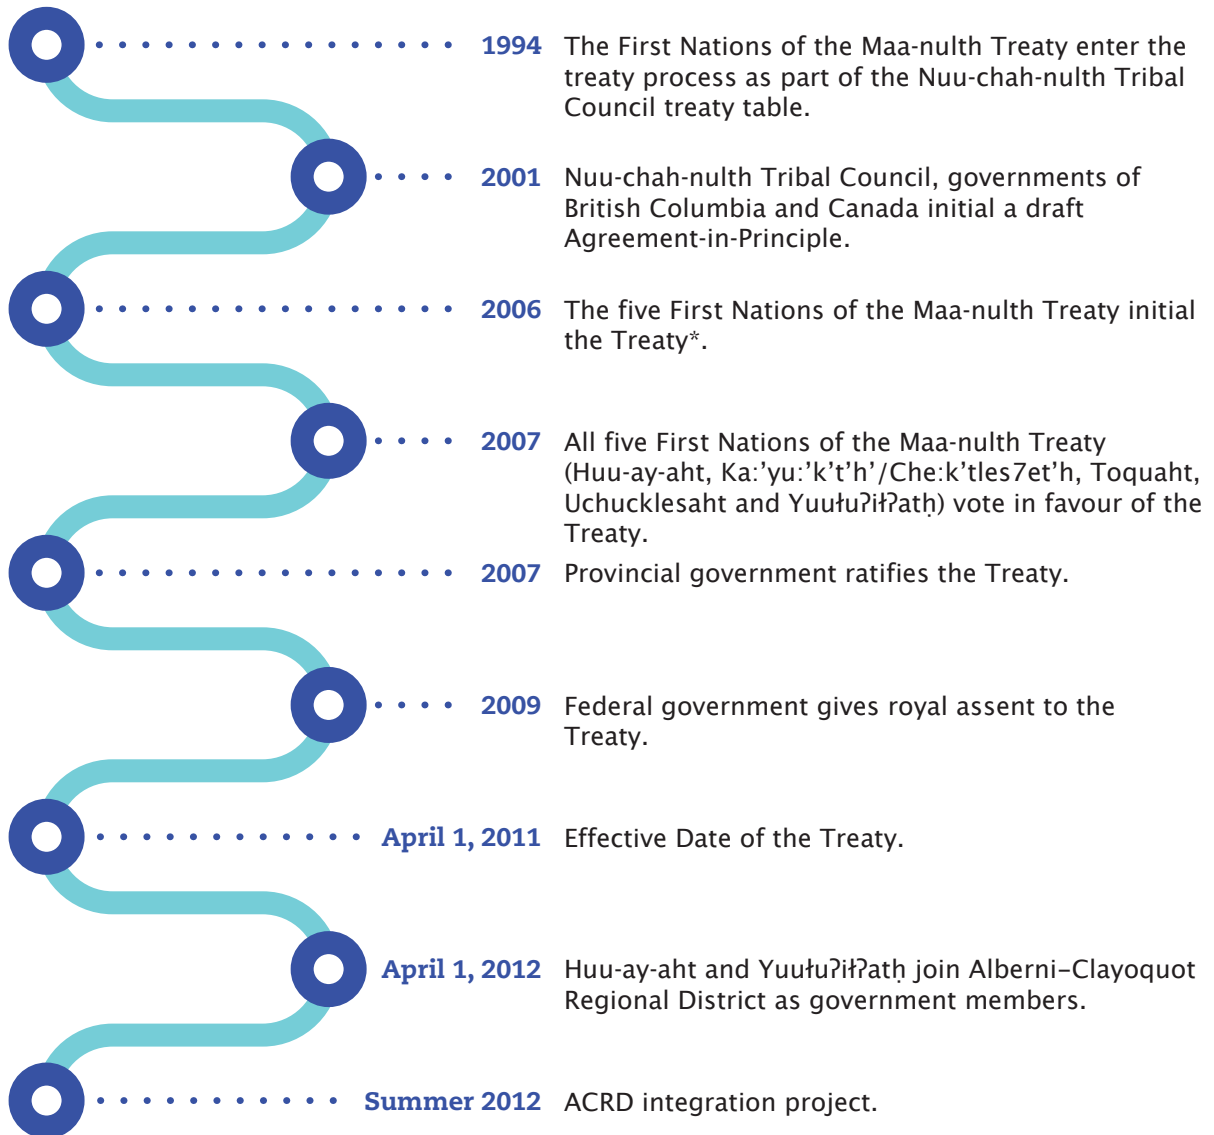 1994 The First Nations of the Maa-nulth Treaty enter the
treaty process as part of the Nuu-chah-nulth Tribal
Council treaty table.
2001 Nuu-chah-nulth Tribal Council, governments of
British Columbia and Canada initial a draft
Agreement-in-Principle.
2006 The five First Nations of the Maa-nulth Treaty initial
the Treaty*.
2007 All five First Nations of the Maa-nulth Treaty
(Huu-ay-aht, Ka:’yu:’k’t’h’/Che:k’tles7et’h, Toquaht,
Uchucklesaht and Yuułuʔiłʔatḥ) vote in favour of the
Treaty.
2007 Provincial government ratifies the Treaty.
2009 Federal government gives royal assent to the
Treaty.
April 1, 2011 Effective Date of the Treaty.
April 1, 2012 Huu-ay-aht and Yuułuʔiłʔatḥ join Alberni–Clayoquot
Regional District as government members.
Summer 2012 ACRD integration project.